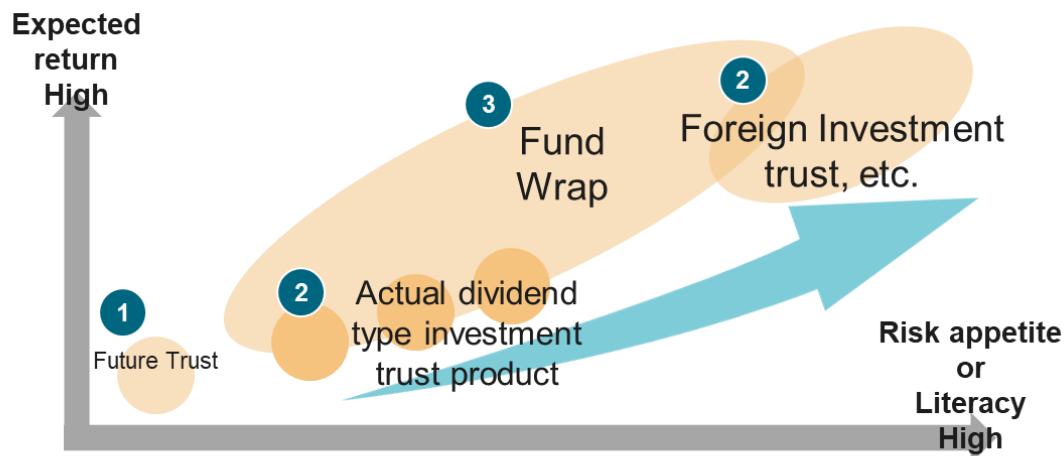 Expected
return
High
3
Fund
Wrap
2
Foreign Investment
trust, etc.
1
Future Trust
2
Actual dividend
type investment
trust product
Risk appetite
or
Literacy
High